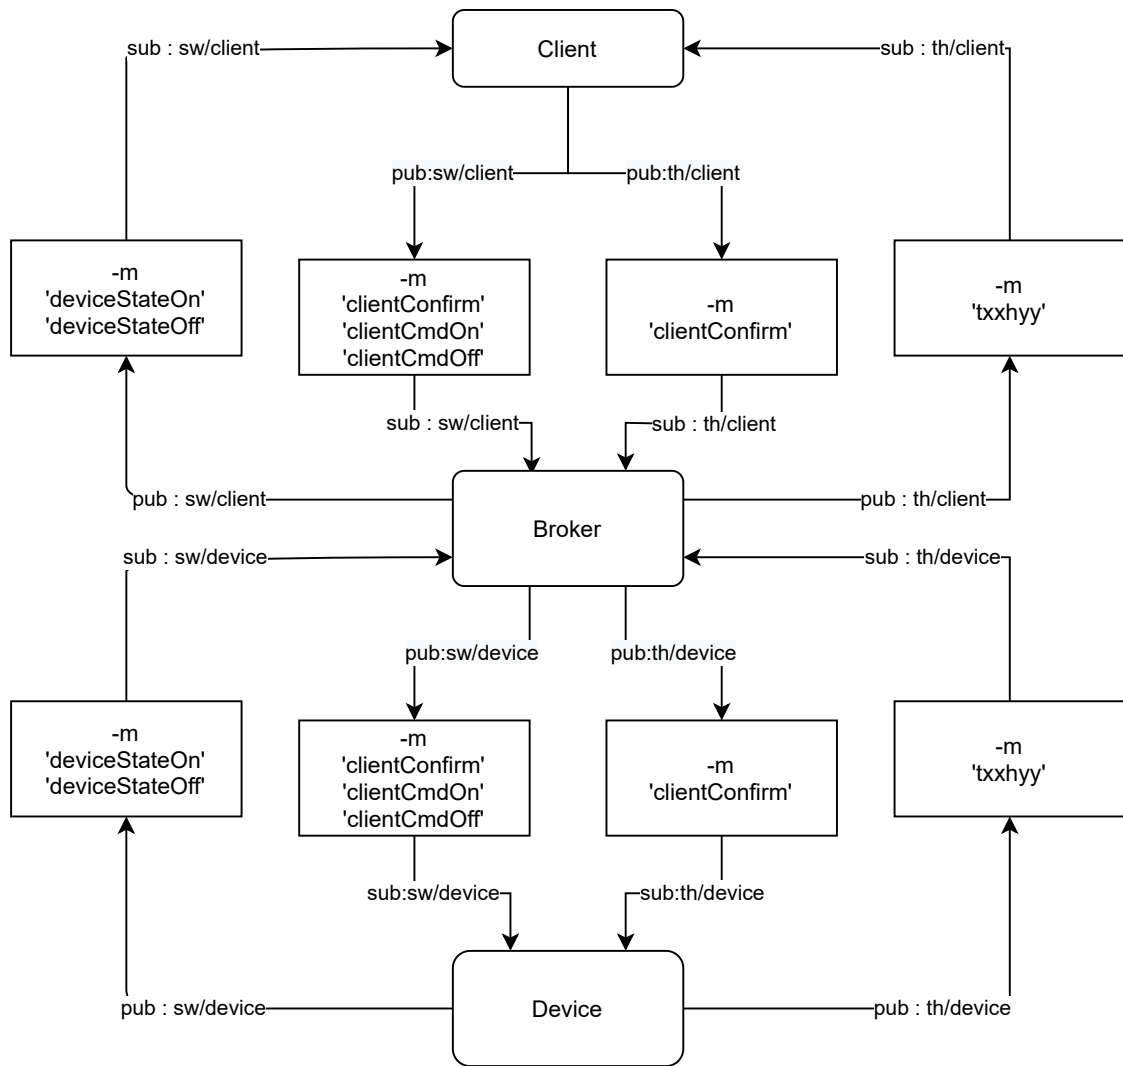 sub : sw/client
Client
sub : th/client
pub:sw/client
pub:th/client
-m
'deviceStateOn'
'deviceStateOff'
-m
'clientConfirm'
'clientCmdOn'
'clientCmdOff'
-m
'clientConfirm'
-m
'txxhyy'
sub : sw/client
sub : th/client
pub : sw/client
Broker
pub : th/client
sub : sw/device
sub : th/device
pub:sw/device
pub:th/device
-m
'deviceStateOn'
'deviceStateOff'
-m
'clientConfirm'
'clientCmdOn'
'clientCmdOff'
-m
'clientConfirm'
-m
'txxhyy'
sub:sw/device
sub:th/device
pub : sw/device
Device
pub : th/device